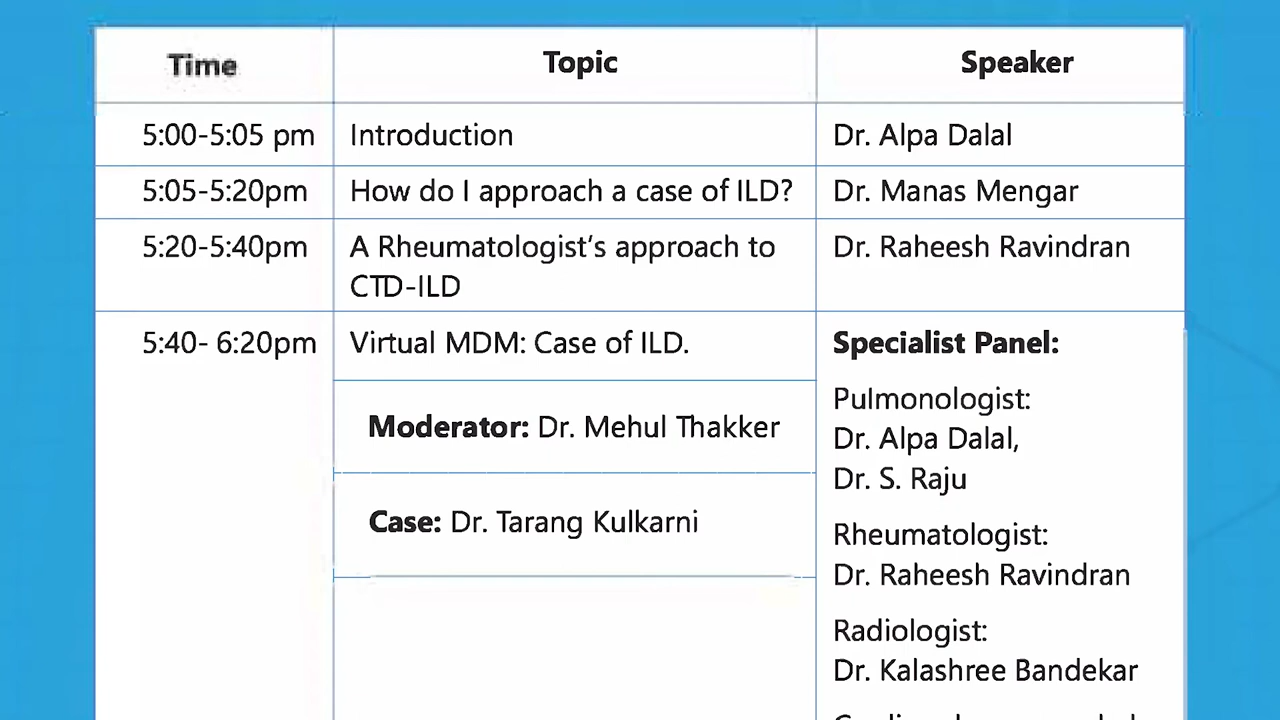 Time Topic Speaker
5:00-5:05 pm Introduction Dr. Alpa Dalal
5:05-5:20pm How do I approach a case of ILD? Dr. Manas Mengar
5:20-5:40pm A Rheumatologist's approach to Dr. Raheesh Ravindran
CTD-ILD
5:40- 6:20pm Virtual MDM: Case of ILD. Specialist Panel:
Moderator: Dr. Mehul Thakker
Case: Dr. Tarang Kulkarni
Pulmonologist:
Dr. Alpa Dalal,
Dr. S. Raju
Rheumatologist:
Dr. Raheesh Ravindran
Radiologist:
Dr. Kalashree Bandekar